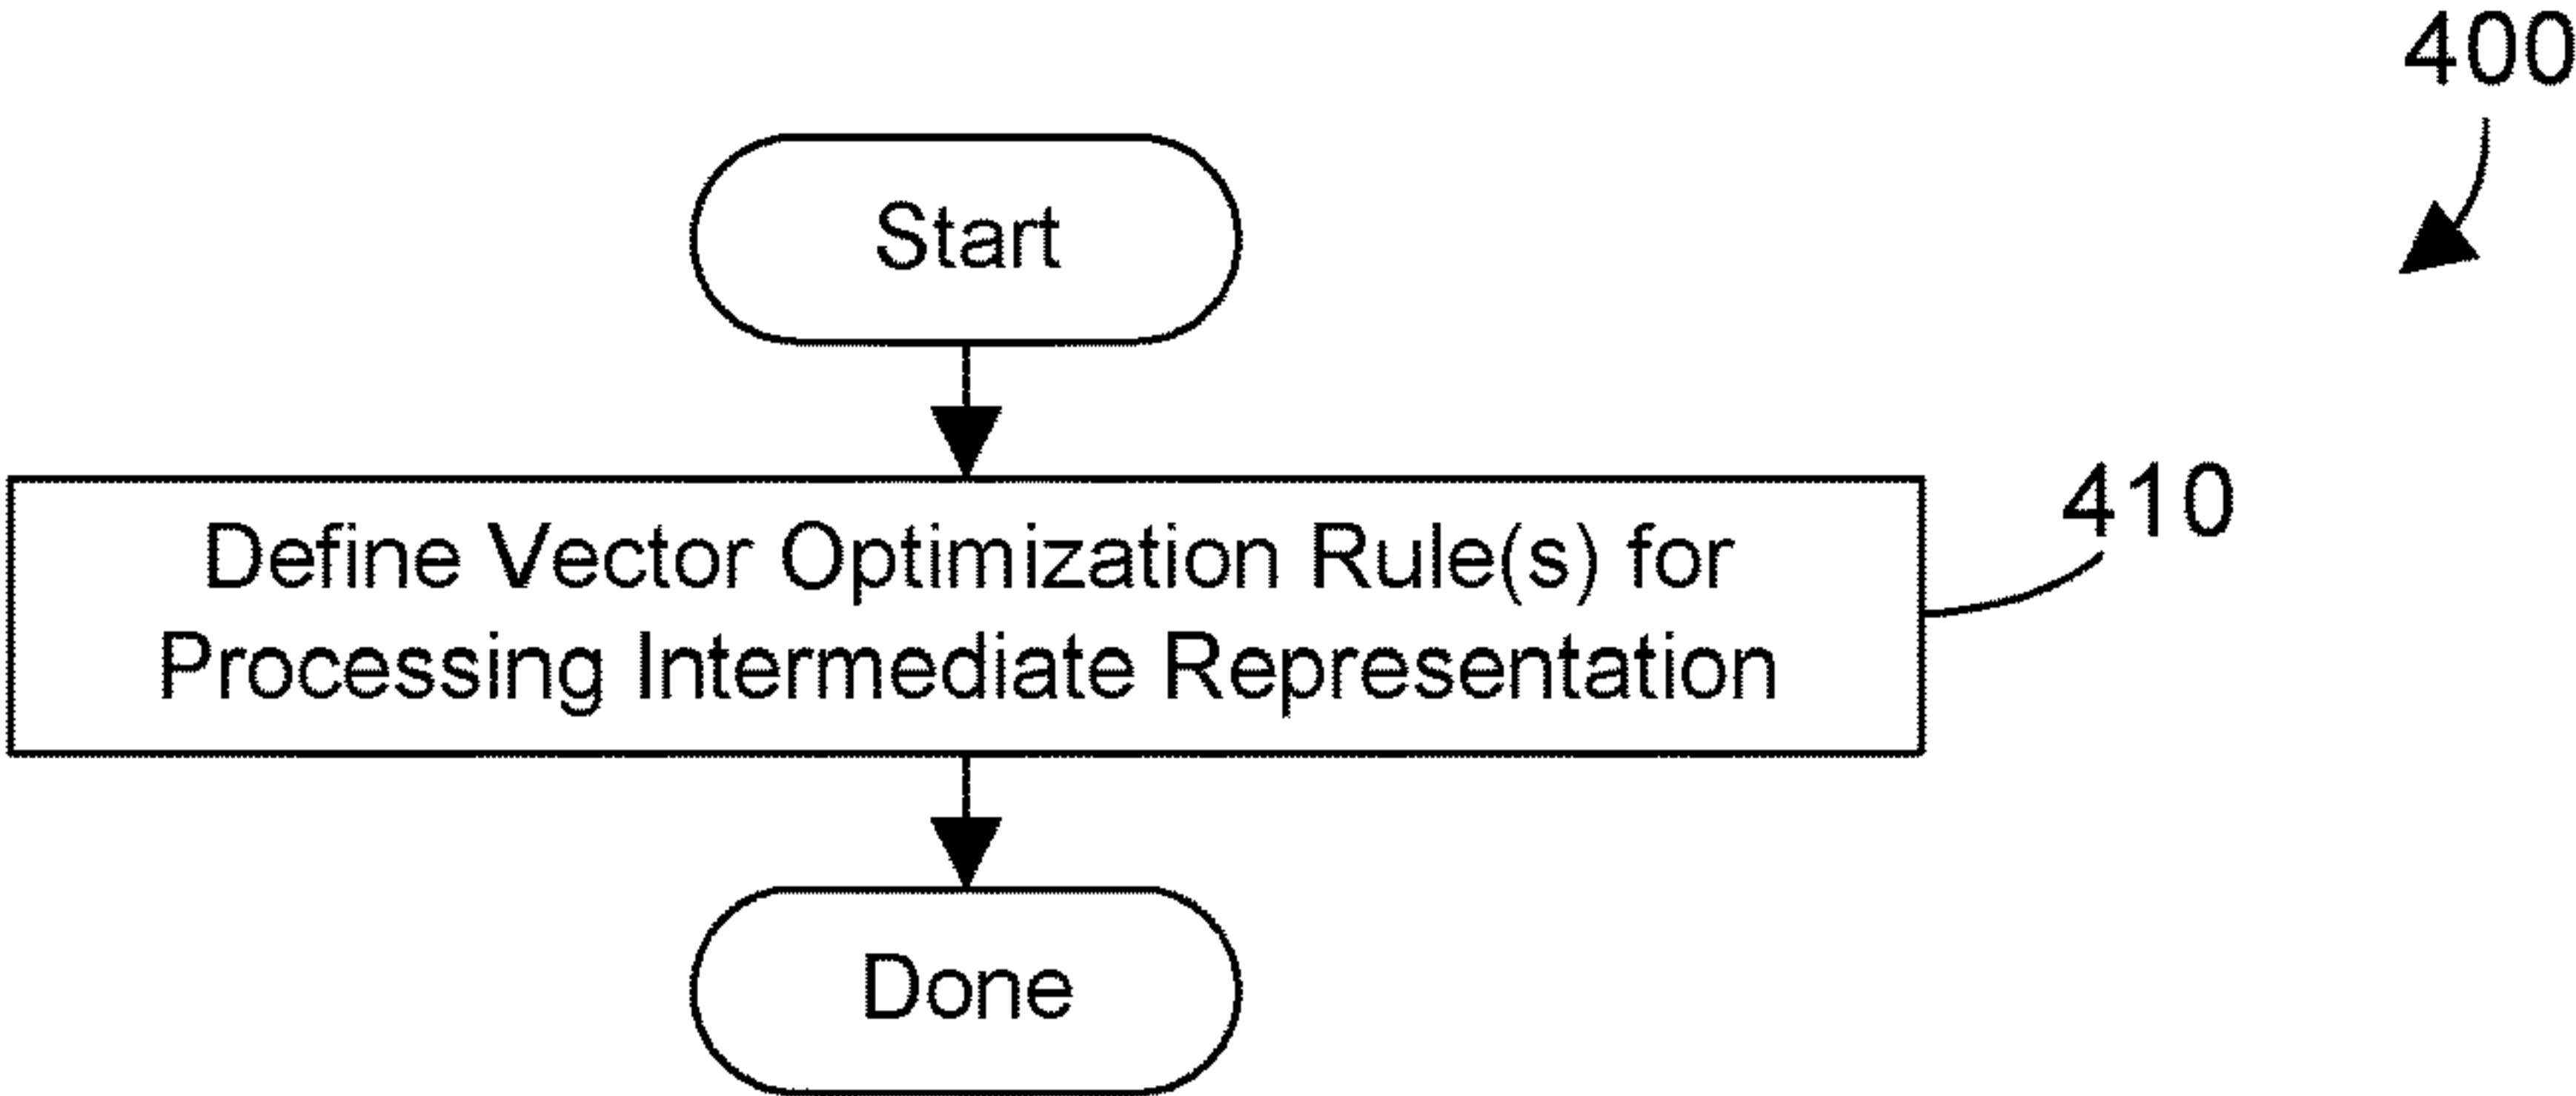 400
Start
410
Define Vector Optimization Rule(s) for
Processing Intermediate Representation
Done